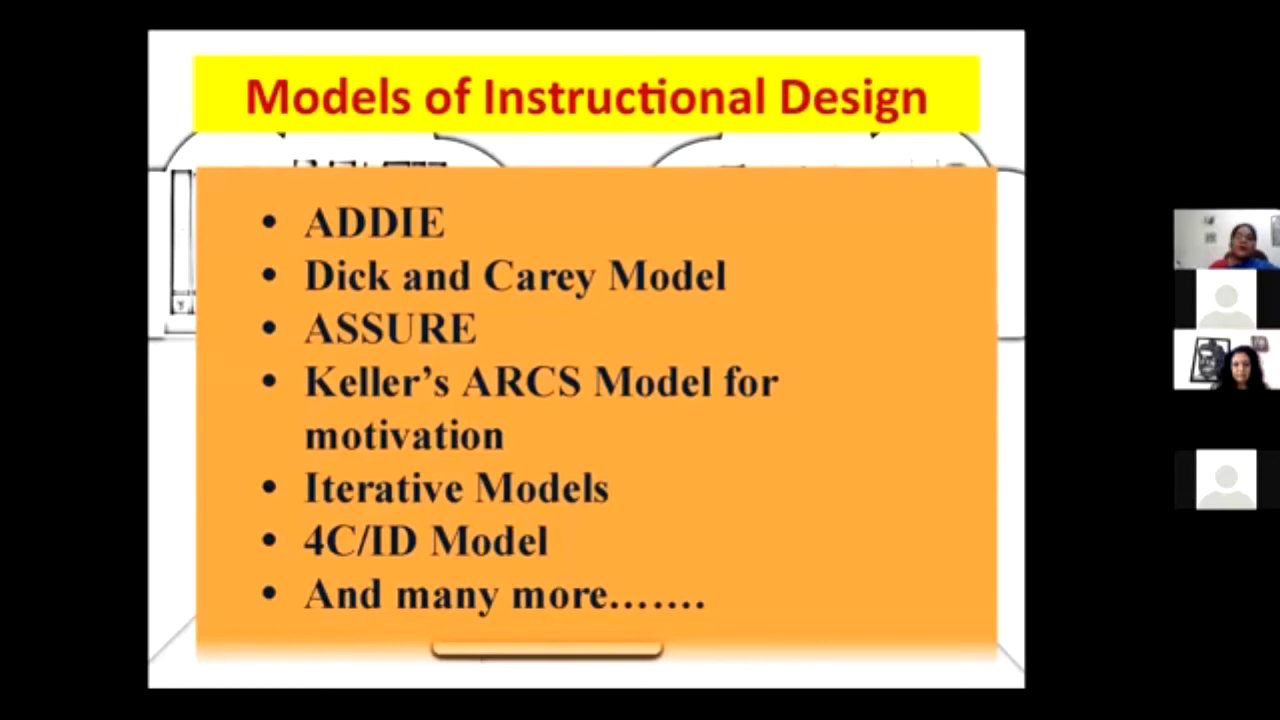 Models of Instructional Design
• ADDIE
• Dick and Carey Model
• ASSURE
• Keller’s ARCS Model for
motivation
• Iterative Models
• 4C/ID Model
• And many more…….